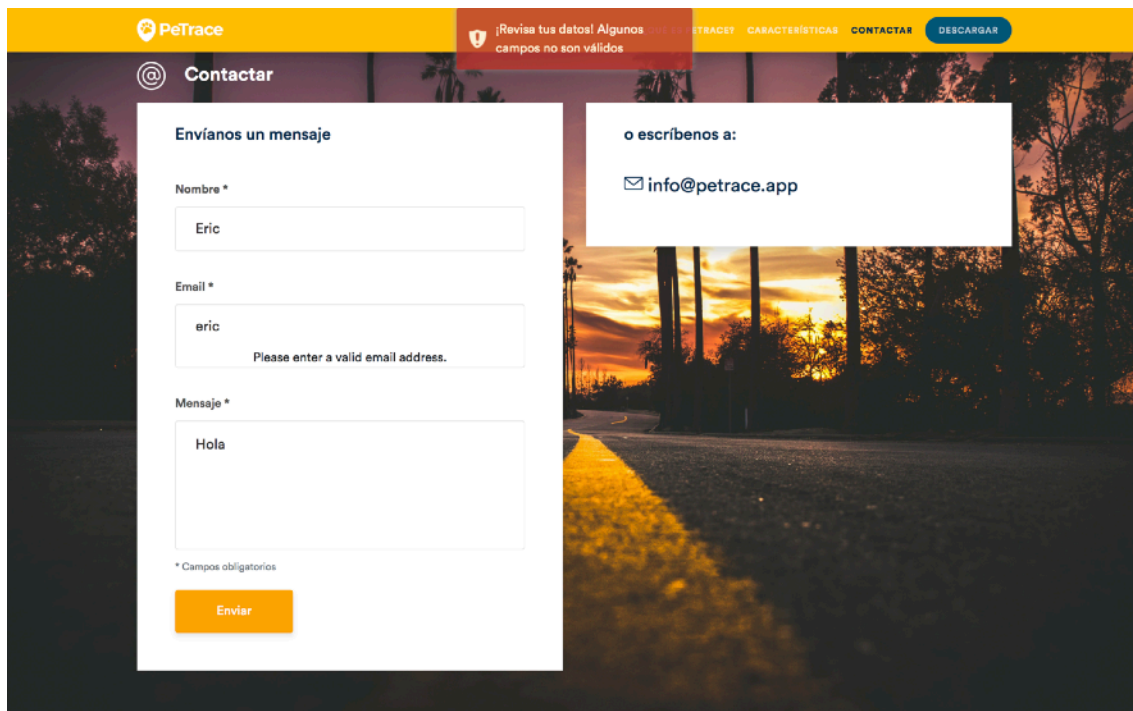 PeTrace
¡Revisa tus datos! Algunos
campos no son válidos
CARACTERÍSTICAS
CONTACTAR
DESCARGAR
@ Contactar
Envíanos un mensaje
Nombre *
Eric
Email *
eric
Please enter a valid email address.
Mensaje *
Hola
* Campos obligatorios
Enviar
o escríbenos a:
info@petrace.app